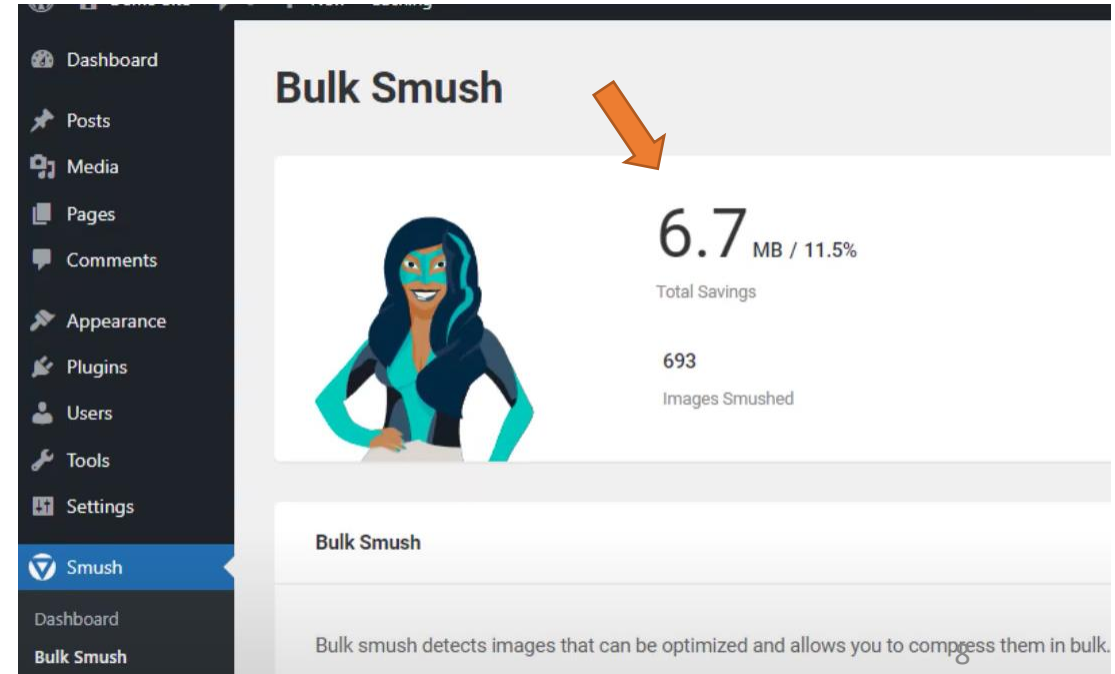 Dashboard
Posts
Media
Pages
Comments
Appearance
Plugins
Users
Tools
Settings
Smush
Dashboard
Bulk Smush
Bulk Smush
6.7 MB / 11.5%
Total Savings
693
Images Smushed
Bulk Smush
Bulk smush detects images that can be optimized and allows you to compress them in bulk.
8